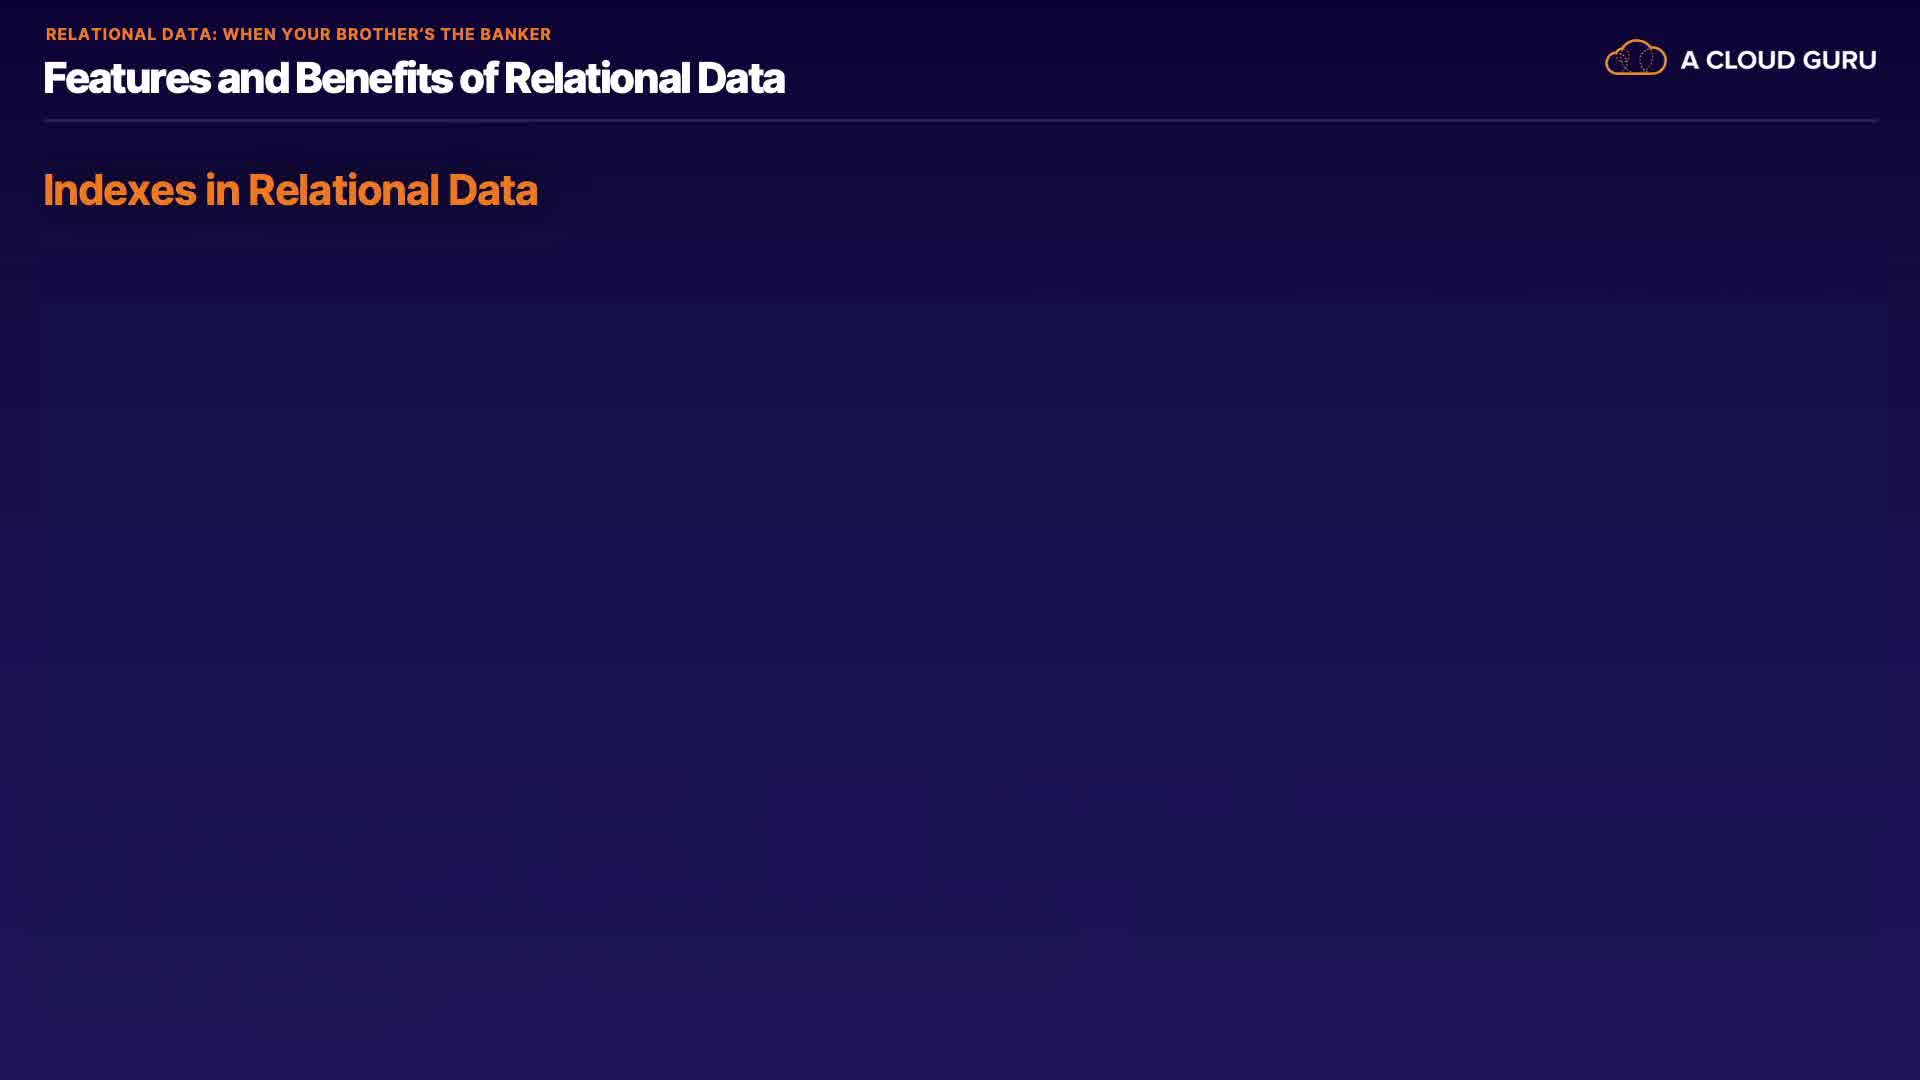 RELATIONAL DATA: WHEN YOUR BROTHER’S THE BANKER
Features and Benefits of Relational Data
A CLOUD GURU
Indexes in Relational Data